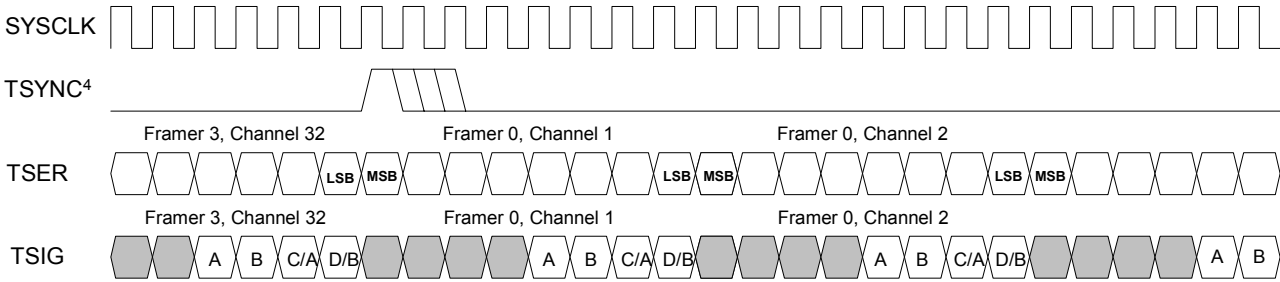 SYSCLK
TSYNC⁴
Framer 3, Channel 32 Framer 0, Channel 1 Framer 0, Channel 2
TSER LSB MSB LSB MSB LSB MSB
Framer 3, Channel 32 Framer 0, Channel 1 Framer 0, Channel 2
TSIG A B C/A D/B A B C/A D/B A B C/A D/B A B